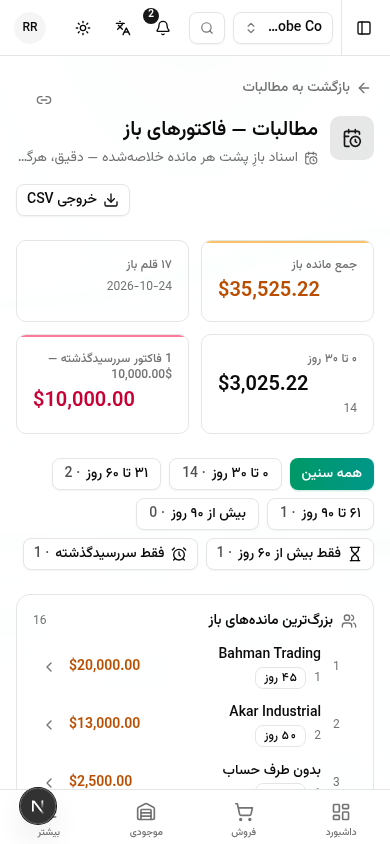 ...obe Co
2
RR
بازگشت به مطالبات
مطالبات – فاکتورهای باز
اسناد بازِ پشت هر مانده خلاصه‌شده — دقیق، هرگ...
خروجی CSV
جمع مانده باز
$35,525.22
۱۷ قلم باز
2026-10-24
۰ تا ۳۰ روز
$3,025.22
14
1 فاکتور سررسیدگذشته — 10,000.00$
$10,000.00
همه سنین
۰ تا ۳۰ روز · 14
۳۱ تا ۶۰ روز · 2
۶۱ تا ۹۰ روز · 1
بیش از ۹۰ روز · 0
فقط بیش از ۶۰ روز · 1
فقط سررسیدگذشته · 1
بزرگ‌ترین مانده‌های باز
16
1
Bahman Trading
1
۴۵ روز
$20,000.00
2
Akar Industrial
2
۵۰ روز
$13,000.00
3
بدون طرف حساب
$2,500.00
داشبورد
فروش
موجودی
بیشتر
N